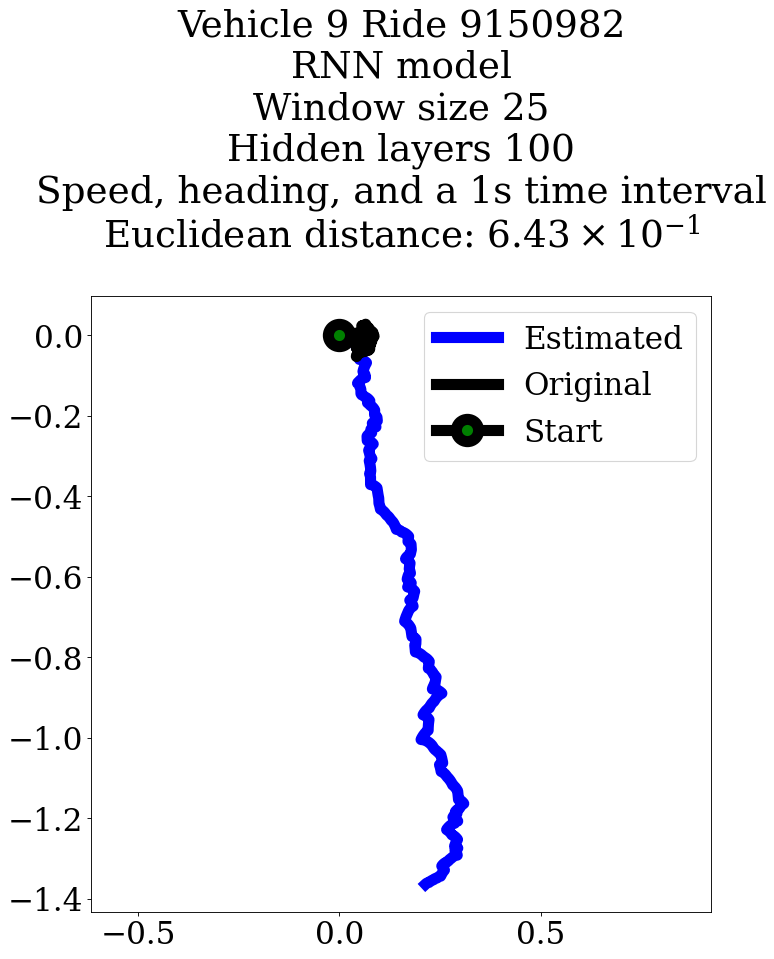 Vehicle 9 Ride 9150982
RNN model
Window size 25
Hidden layers 100
Speed, heading, and a 1s time interval
Euclidean distance: 6.43 × 10⁻¹
Estimated
Original
Start
0.0
−0.2
−0.4
−0.6
−0.8
−1.0
−1.2
−1.4
−0.5 0.0 0.5